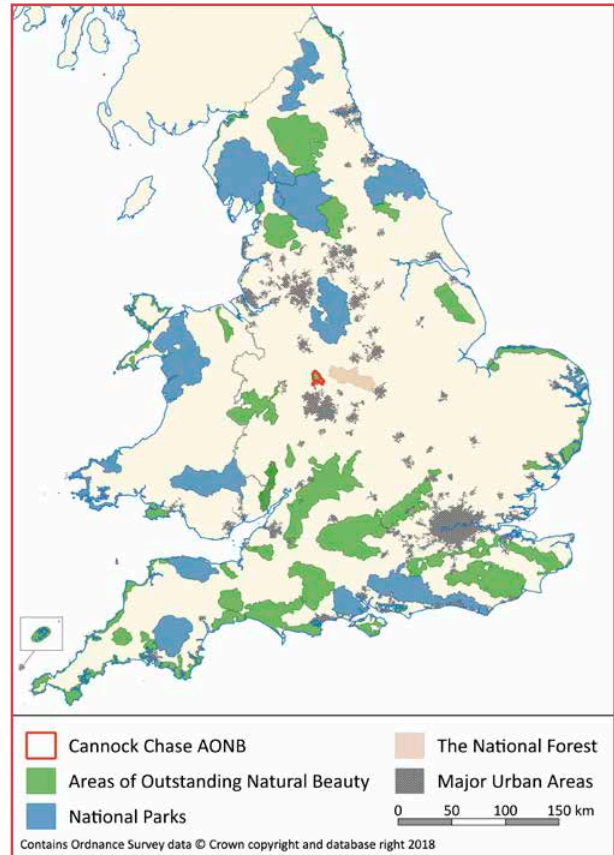 Cannock Chase AONB
The National Forest
Areas of Outstanding Natural Beauty
Major Urban Areas
National Parks
0 50 100 150 km
Contains Ordnance Survey data © Crown copyright and database right 2018